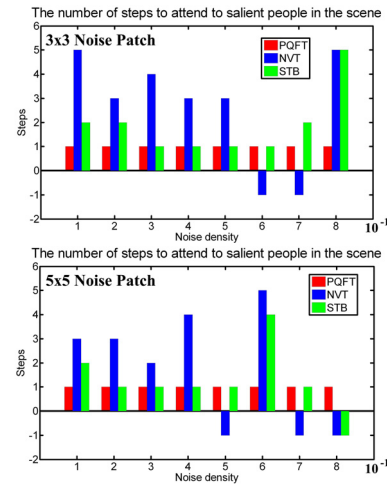 The number of steps to attend to salient people in the scene
3x3 Noise Patch
PQFT
NVT
STB
Steps
6
5
4
3
2
1
0
-1
-2
1 2 3 4 5 6 7 8 10⁻¹
Noise density
The number of steps to attend to salient people in the scene
5x5 Noise Patch
PQFT
NVT
STB
Steps
6
5
4
3
2
1
0
-1
-2
1 2 3 4 5 6 7 8 10⁻¹
Noise density